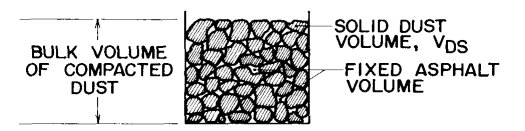 BULK VOLUME
OF COMPACTED
DUST
SOLID DUST
VOLUME, VDS
FIXED ASPHALT
VOLUME